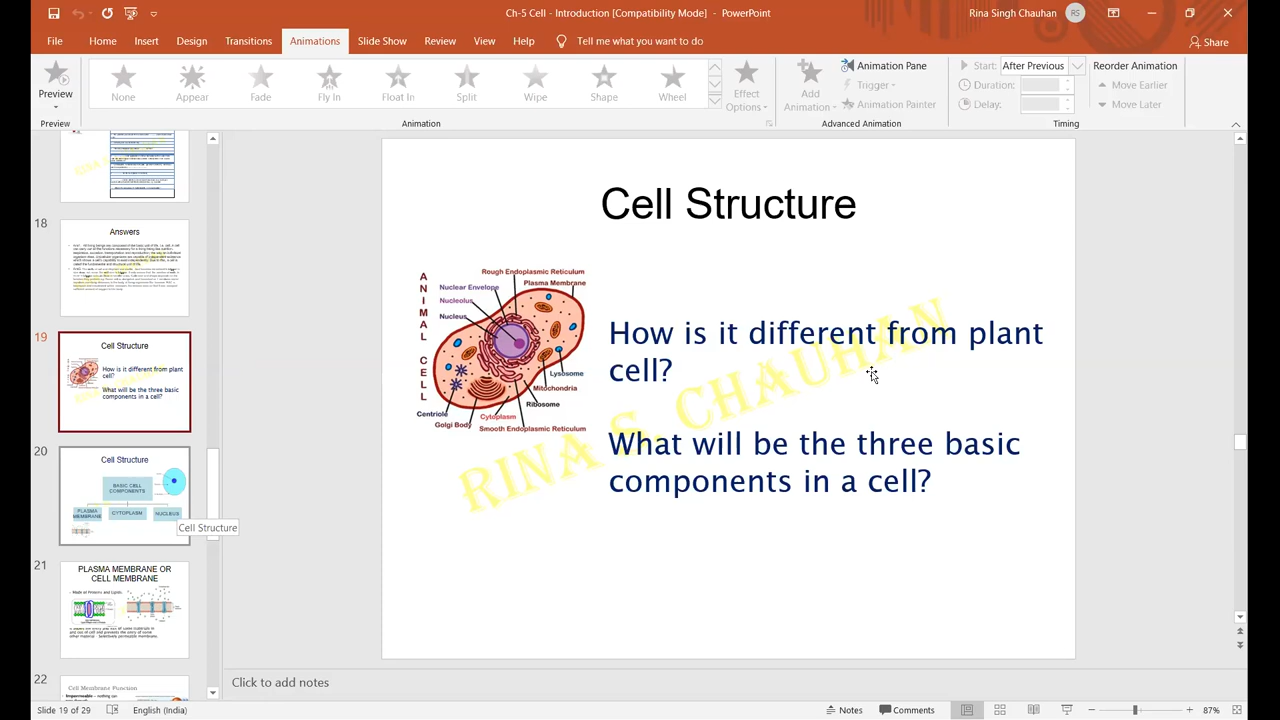 Ch-5 Cell - Introduction [Compatibility Mode] - PowerPoint
Rina Singh Chauhan
RS
File Home Insert Design Transitions Animations Slide Show Review View Help Tell me what you want to do
Share
Preview
None Appear Fade Fly In Float In Split Wipe Shape Wheel
Effect Options
Add Animation
Animation Pane
Trigger
Animation Painter
Start: After Previous
Duration:
Delay:
Reorder Animation
Move Earlier
Move Later
Preview Animation Advanced Animation Timing
18
Answers
19
Cell Structure
How is it different from plant
cell?
What will be the three basic
components in a cell?
20
Cell Structure
BASIC CELL
COMPONENTS
PLASMA
MEMBRANE
CYTOPLASM
NUCLEUS
Cell Structure
21
PLASMA MEMBRANE OR
CELL MEMBRANE
Made of Proteins and Lipids.
22
Cell Membrane Function
Cell Structure
ANIMAL CELL
Rough Endoplasmic Reticulum
Plasma Membrane
Nuclear Envelope
Nucleolus
Nucleus
Lysosome
Mitochondria
Ribosome
Centriole
Cytoplasm
Golgi Body
Smooth Endoplasmic Reticulum
How is it different from plant
cell?
What will be the three basic
components in a cell?
RINA S. CHAUHAN
Click to add notes
Slide 19 of 29
English (India)
Notes
Comments
87%